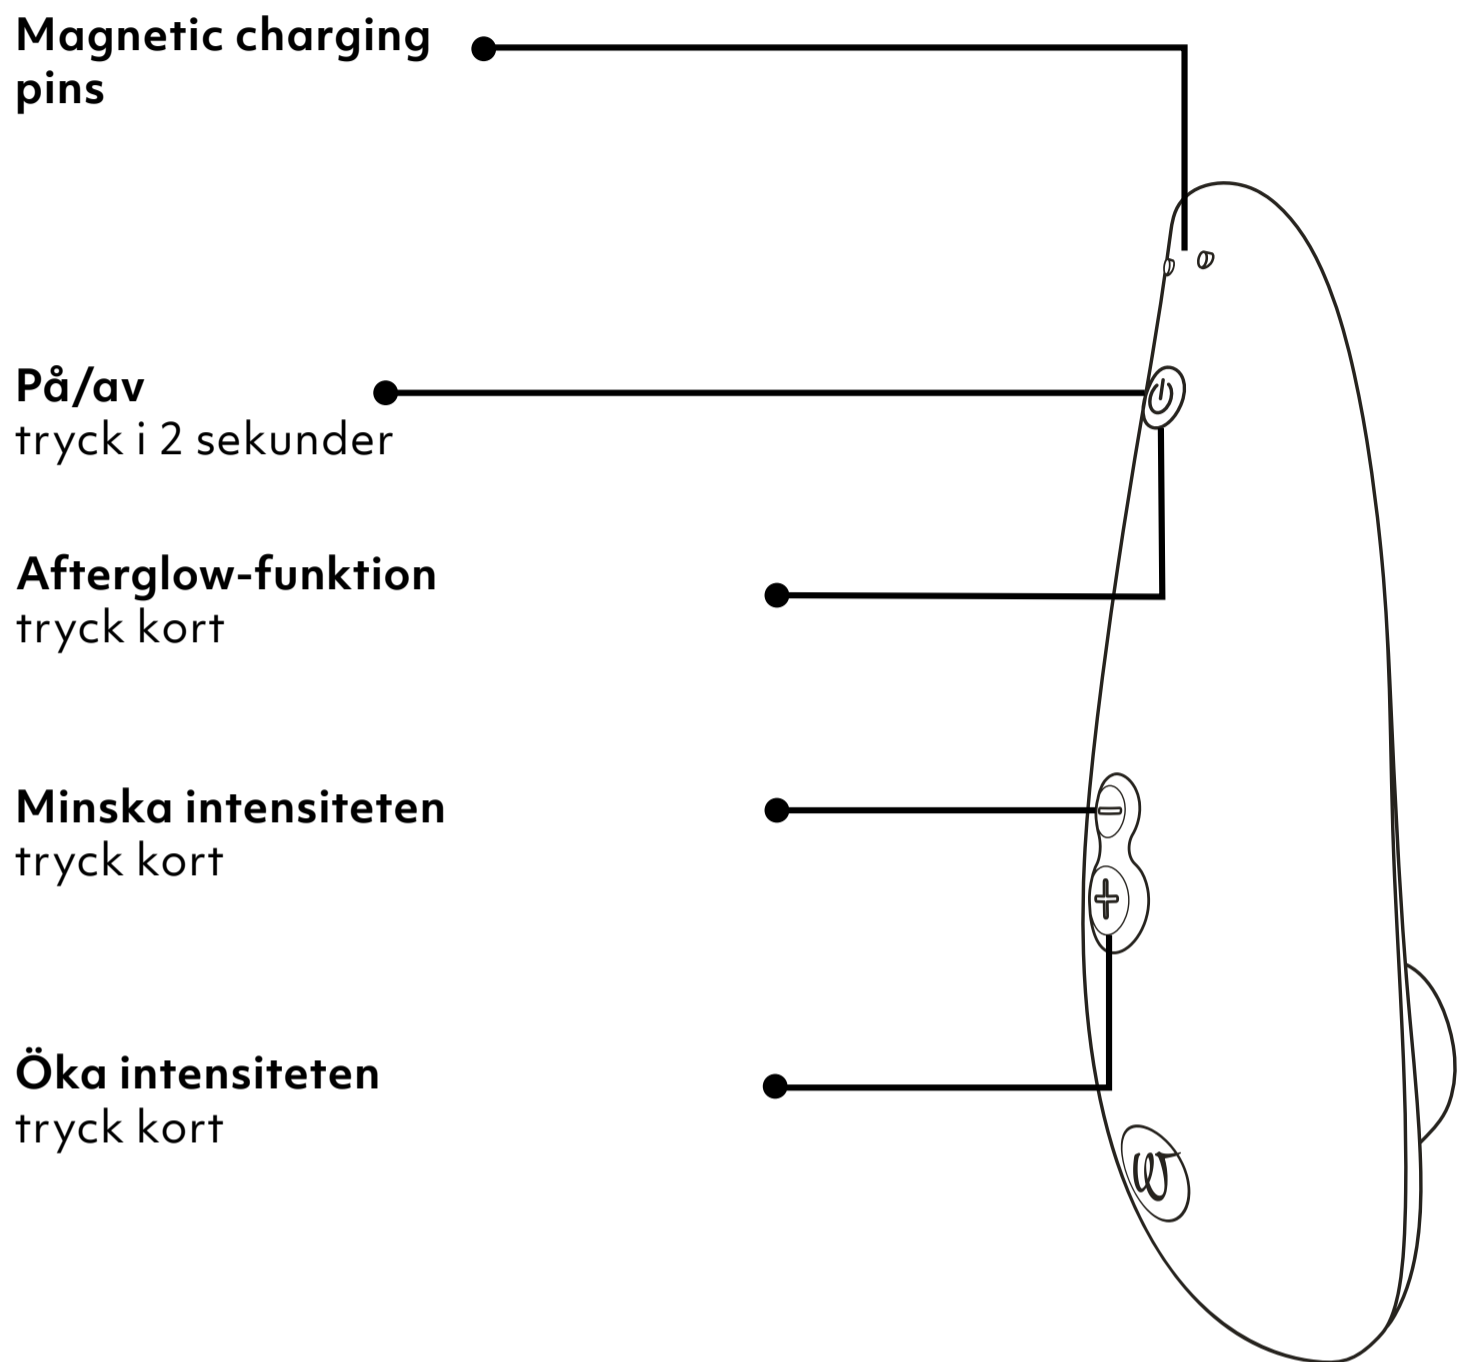 Magnetic charging
pins
På/av
tryck i 2 sekunder
Afterglow-funktion
tryck kort
Minska intensiteten
tryck kort
Öka intensiteten
tryck kort